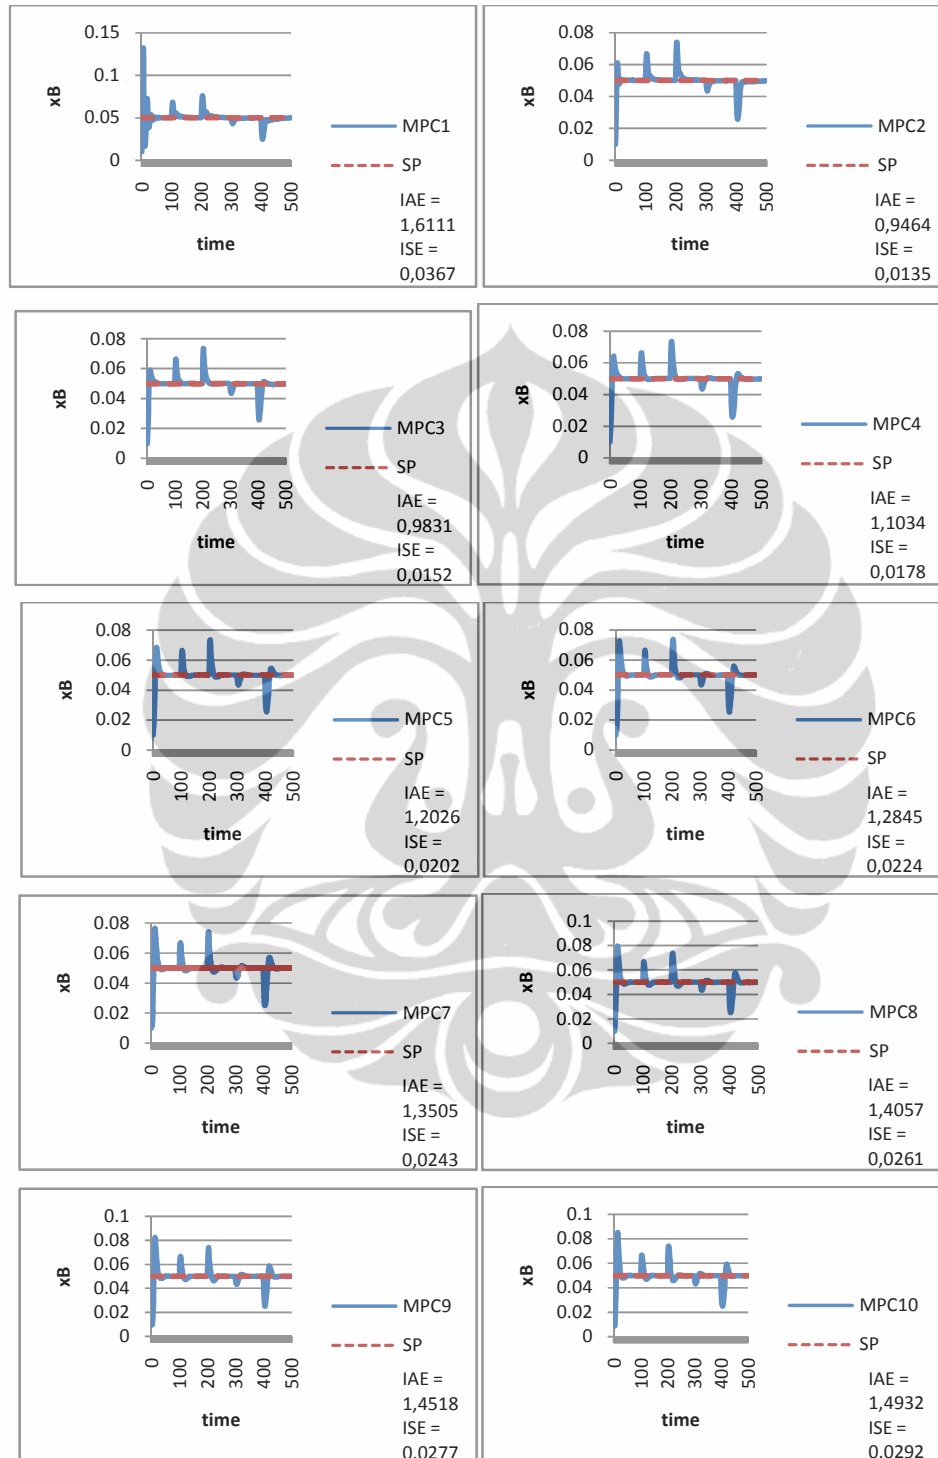 0.15
0.1
0.05
0
xB
0
100
200
300
400
500
time
MPC1
SP
IAE =
1,6111
ISE =
0,0367
0.08
0.06
0.04
0.02
0
xB
0
100
200
300
400
500
time
MPC2
SP
IAE =
0,9464
ISE =
0,0135
0.08
0.06
0.04
0.02
0
xB
0
100
200
300
400
500
time
MPC3
SP
IAE =
0,9831
ISE =
0,0152
0.08
0.06
0.04
0.02
0
xB
0
100
200
300
400
500
time
MPC4
SP
IAE =
1,1034
ISE =
0,0178
0.08
0.06
0.04
0.02
0
xB
0
100
200
300
400
500
time
MPC5
SP
IAE =
1,2026
ISE =
0,0202
0.08
0.06
0.04
0.02
0
xB
0
100
200
300
400
500
time
MPC6
SP
IAE =
1,2845
ISE =
0,0224
0.08
0.06
0.04
0.02
0
xB
0
100
200
300
400
500
time
MPC7
SP
IAE =
1,3505
ISE =
0,0243
0.1
0.08
0.06
0.04
0.02
0
xB
0
100
200
300
400
500
time
MPC8
SP
IAE =
1,4057
ISE =
0,0261
0.1
0.08
0.06
0.04
0.02
0
xB
0
100
200
300
400
500
time
MPC9
SP
IAE =
1,4518
ISE =
0,0277
0.1
0.08
0.06
0.04
0.02
0
xB
0
100
200
300
400
500
time
MPC10
SP
IAE =
1,4932
ISE =
0,0292